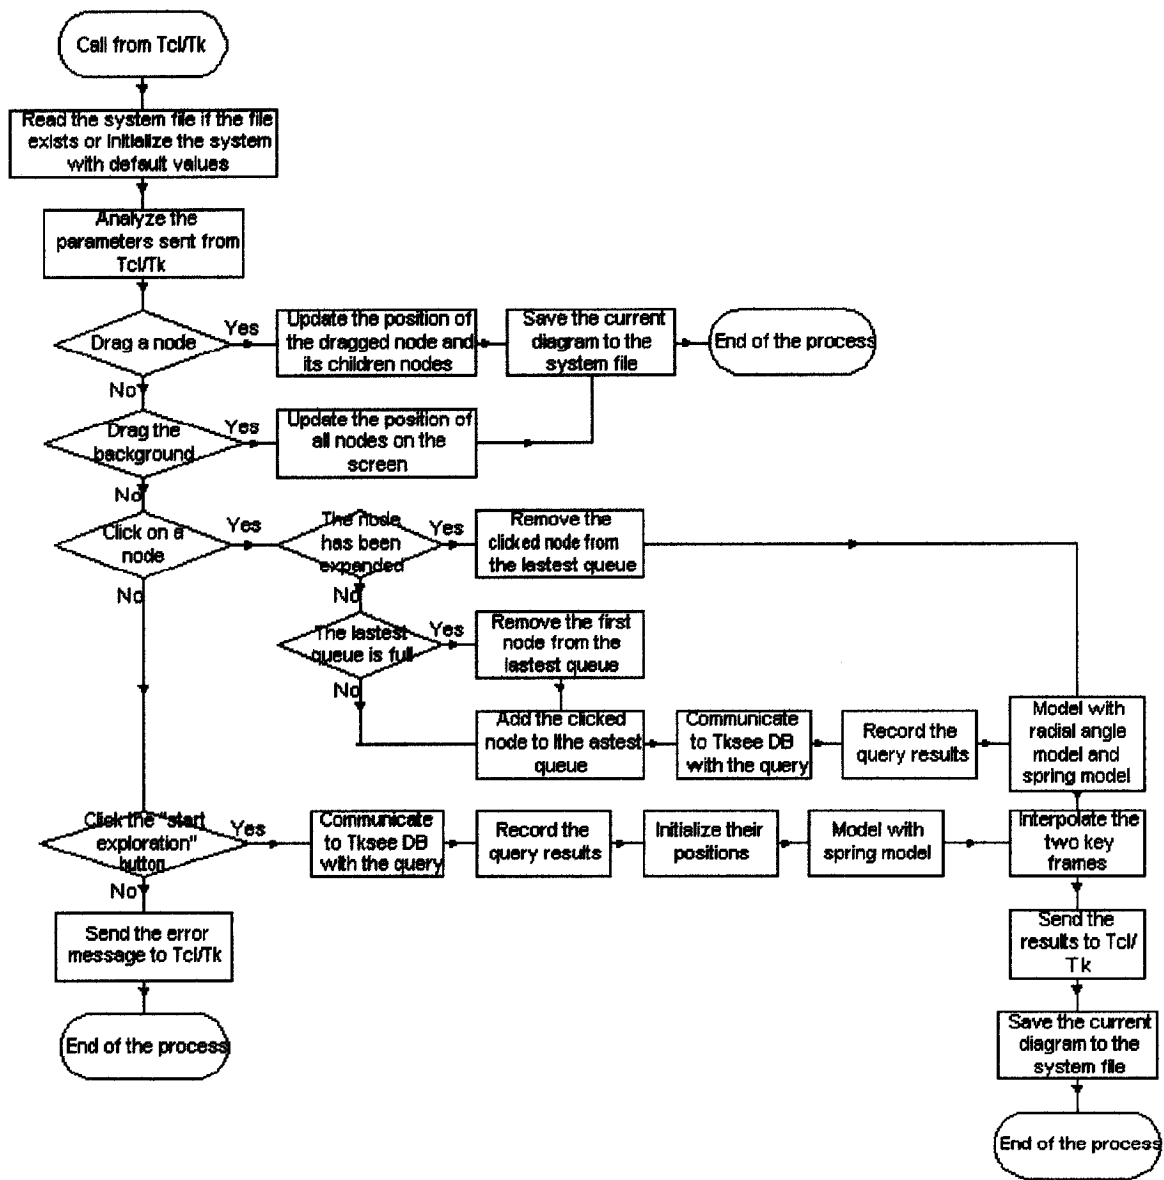 Call from Tcl/Tk
Read the system file if the file
exists or initialize the system
with default values
Analyze the
parameters sent from
Tcl/Tk
Drag a node
Yes
Update the position of
the dragged node and
its children nodes
Save the current
diagram to the
system file
End of the process
No
Drag the
background
Yes
Update the position of
all nodes on the
screen
No
Click on a
node
Yes
The node
has been
expanded
Yes
Remove the
clicked node from
the lastest queue
No
No
The lastest
queue is full
Yes
Remove the first
node from the
lastest queue
No
Add the clicked
node to lthe astest
queue
Communicate
to Tksee DB
with the query
Record the
query results
Model with
radial angle
model and
spring model
Click the "start
exploration"
button
Yes
Communicate
to Tksee DB
with the query
Record the
query results
Initialize their
positions
Model with
spring model
Interpolate the
two key
frames
No
Send the error
message to Tcl/Tk
End of the process
Send the
results to Tcl/
Tk
Save the current
diagram to the
system file
End of the process